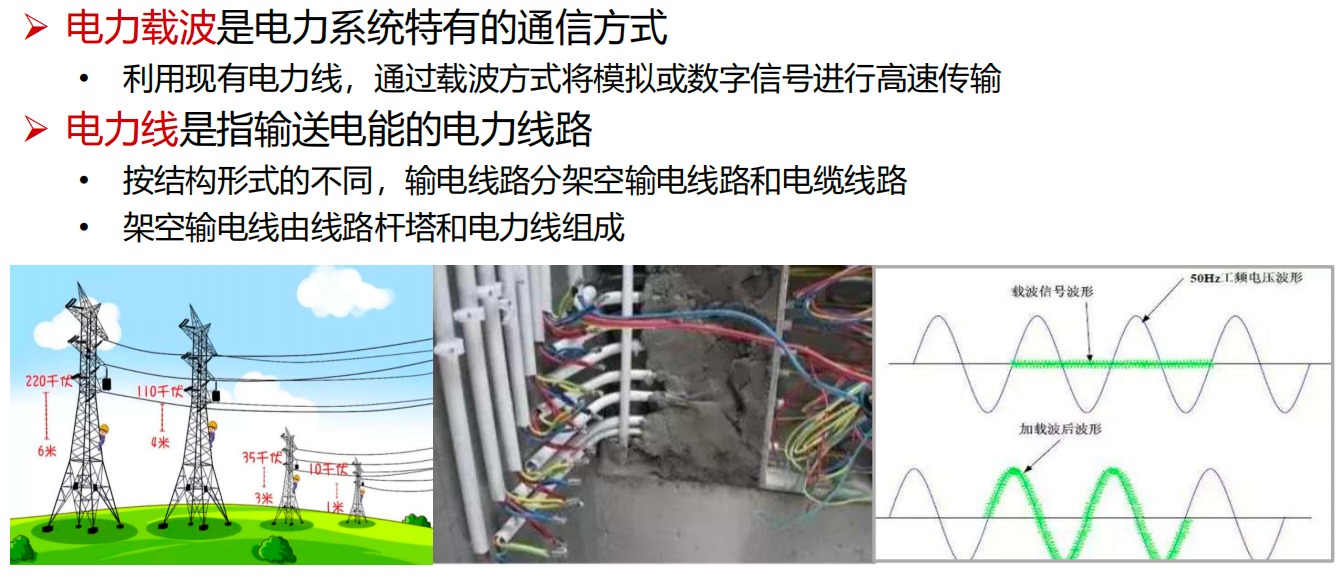 ➢ 电力载波是电力系统特有的通信方式
• 利用现有电力线，通过载波方式将模拟或数字信号进行高速传输
➢ 电力线是指输送电能的电力线路
• 按结构形式的不同，输电线路分架空输电线路和电缆线路
• 架空输电线由线路杆塔和电力线组成
220千伏
6米
110千伏
4米
35千伏
3米
10千伏
1米
50Hz工频电压波形
载波信号波形
加载波后波形